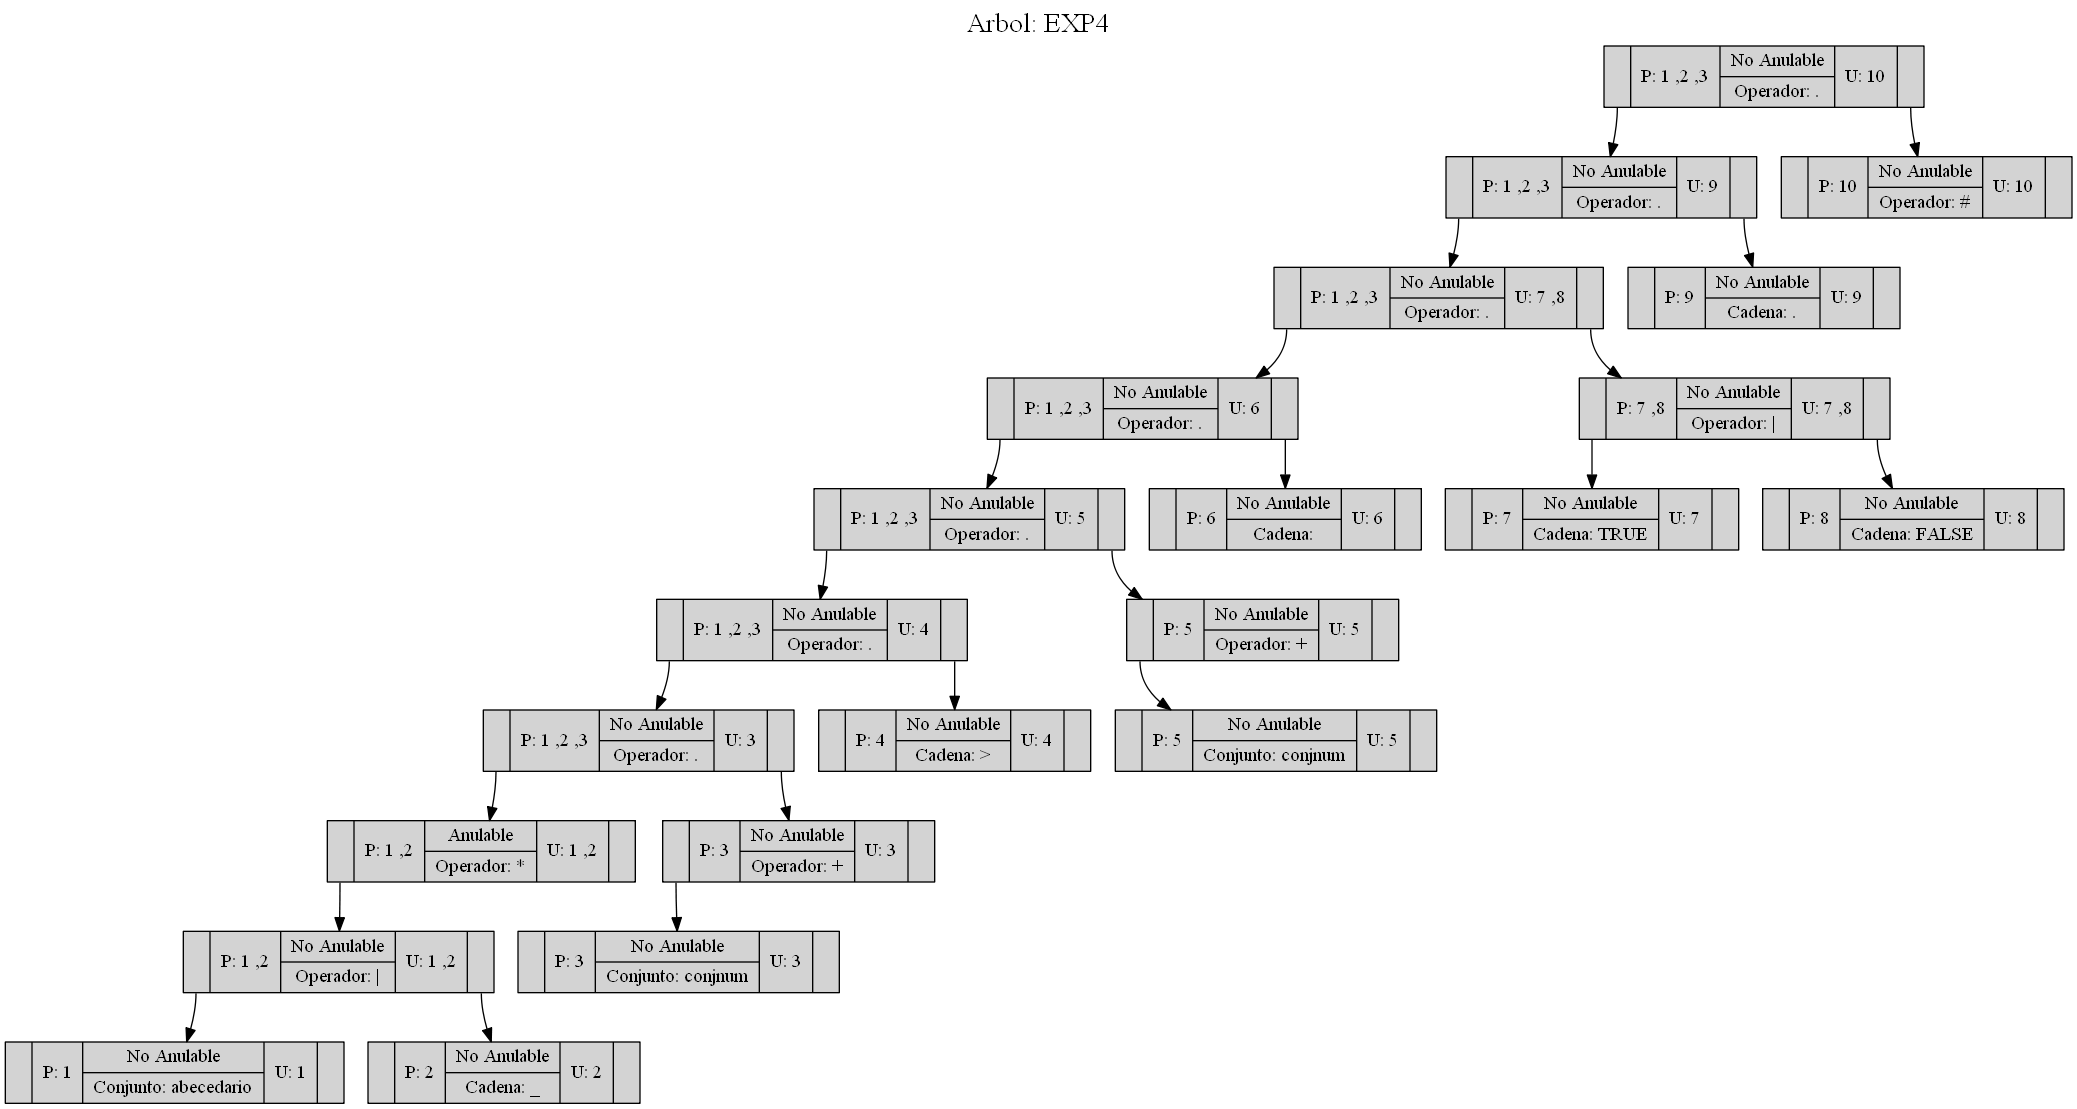 Arbol: EXP4
No Anulable
P: 1 ,2 ,3
U: 10
Operador: .
No Anulable
P: 1 ,2 ,3
U: 9
Operador: .
No Anulable
P: 10
U: 10
Operador: #
No Anulable
P: 1 ,2 ,3
U: 7 ,8
Operador: .
No Anulable
P: 9
U: 9
Cadena: .
No Anulable
P: 1 ,2 ,3
U: 6
Operador: .
No Anulable
P: 7 ,8
U: 7 ,8
Operador: |
No Anulable
P: 1 ,2 ,3
U: 5
Operador: .
No Anulable
P: 6
U: 6
Cadena:
No Anulable
P: 7
U: 7
Cadena: TRUE
No Anulable
P: 8
U: 8
Cadena: FALSE
No Anulable
P: 1 ,2 ,3
U: 4
Operador: .
No Anulable
P: 5
U: 5
Operador: +
No Anulable
P: 1 ,2 ,3
U: 3
Operador: .
No Anulable
P: 4
U: 4
Cadena: >
No Anulable
P: 5
U: 5
Conjunto: conjnum
Anulable
P: 1 ,2
U: 1 ,2
Operador: *
No Anulable
P: 3
U: 3
Operador: +
No Anulable
P: 1 ,2
U: 1 ,2
Operador: |
No Anulable
P: 3
U: 3
Conjunto: conjnum
No Anulable
P: 1
U: 1
Conjunto: abecedario
No Anulable
P: 2
U: 2
Cadena: _